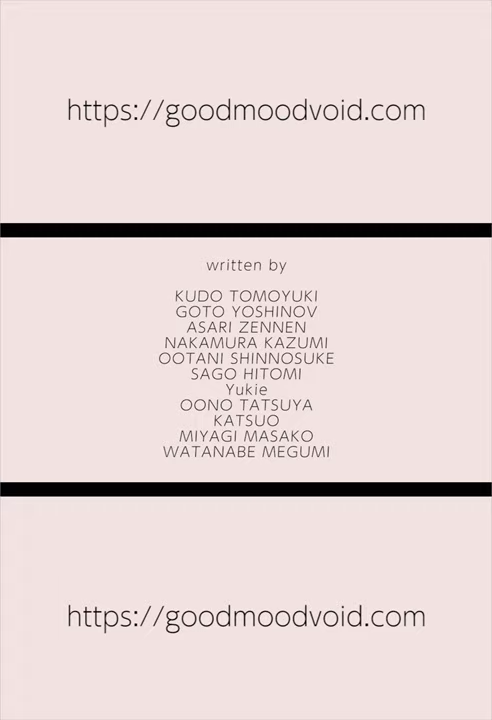 https://goodmoodvoid.com
written by
KUDO TOMOYUKI
GOTO YOSHINOV
ASARI ZENNEN
NAKAMURA KAZUMI
OOTANI SHINNOSUKE
SAGO HITOMI
Yukie
OONO TATSUYA
KATSUO
MIYAGI MASAKO
WATANABE MEGUMI
https://goodmoodvoid.com